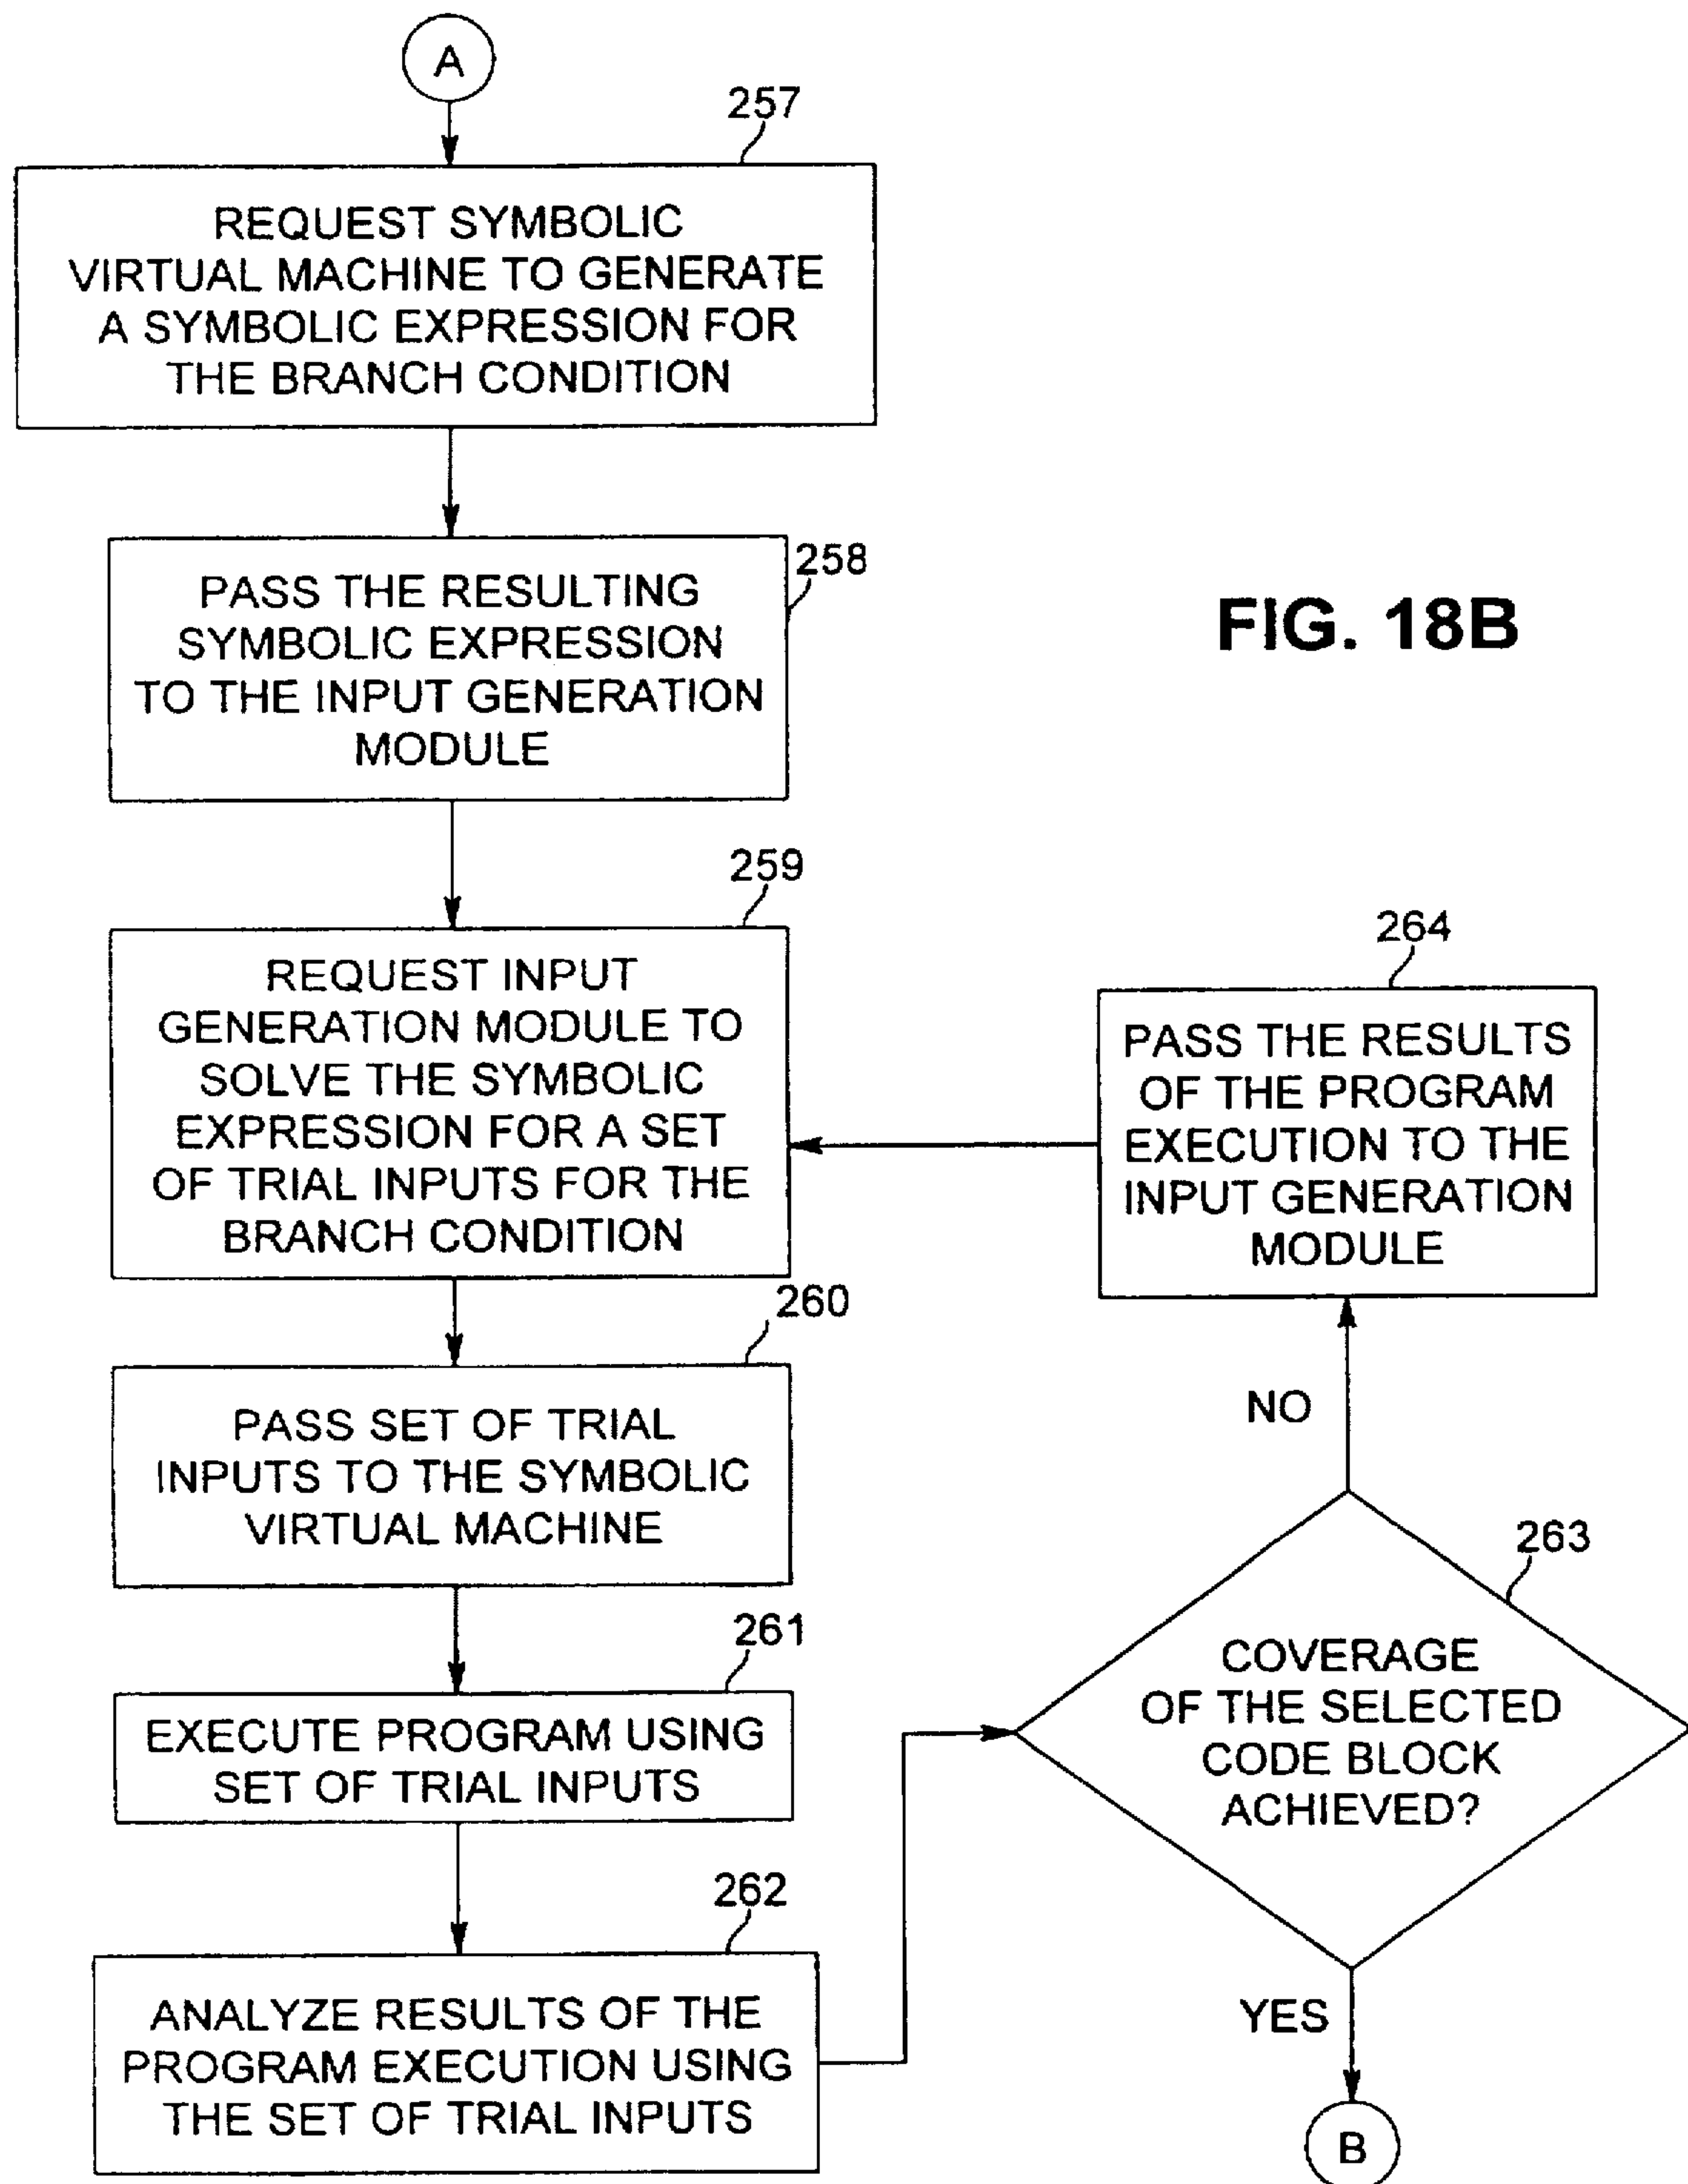 A
257
REQUEST SYMBOLIC
VIRTUAL MACHINE TO GENERATE
A SYMBOLIC EXPRESSION FOR
THE BRANCH CONDITION
258
PASS THE RESULTING
SYMBOLIC EXPRESSION
TO THE INPUT GENERATION
MODULE
FIG. 18B
259
REQUEST INPUT
GENERATION MODULE TO
SOLVE THE SYMBOLIC
EXPRESSION FOR A SET
OF TRIAL INPUTS FOR THE
BRANCH CONDITION
260
PASS SET OF TRIAL
INPUTS TO THE SYMBOLIC
VIRTUAL MACHINE
261
EXECUTE PROGRAM USING
SET OF TRIAL INPUTS
262
ANALYZE RESULTS OF THE
PROGRAM EXECUTION USING
THE SET OF TRIAL INPUTS
263
COVERAGE
OF THE SELECTED
CODE BLOCK
ACHIEVED?
NO
264
PASS THE RESULTS
OF THE PROGRAM
EXECUTION TO THE
INPUT GENERATION
MODULE
YES
B